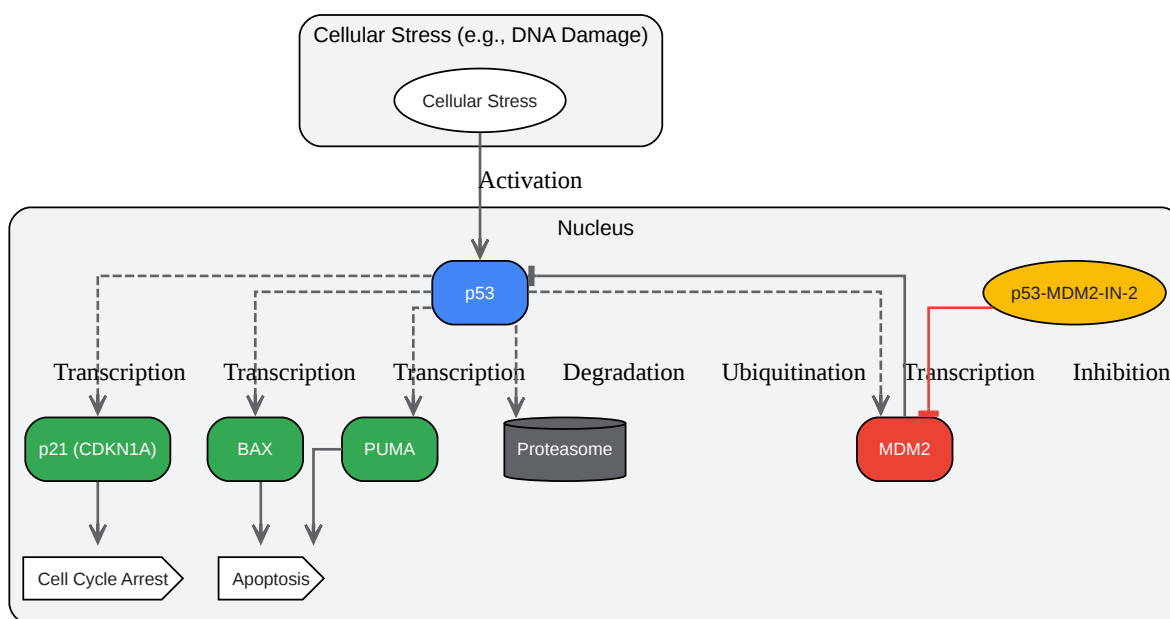 Cellular Stress (e.g., DNA Damage)
Cellular Stress
Activation
Nucleus
p53
p53-MDM2-IN-2
Transcription
Transcription
Transcription
Degradation
Ubiquitination
Transcription
Inhibition
p21 (CDKN1A)
BAX
PUMA
Proteasome
MDM2
Cell Cycle Arrest
Apoptosis